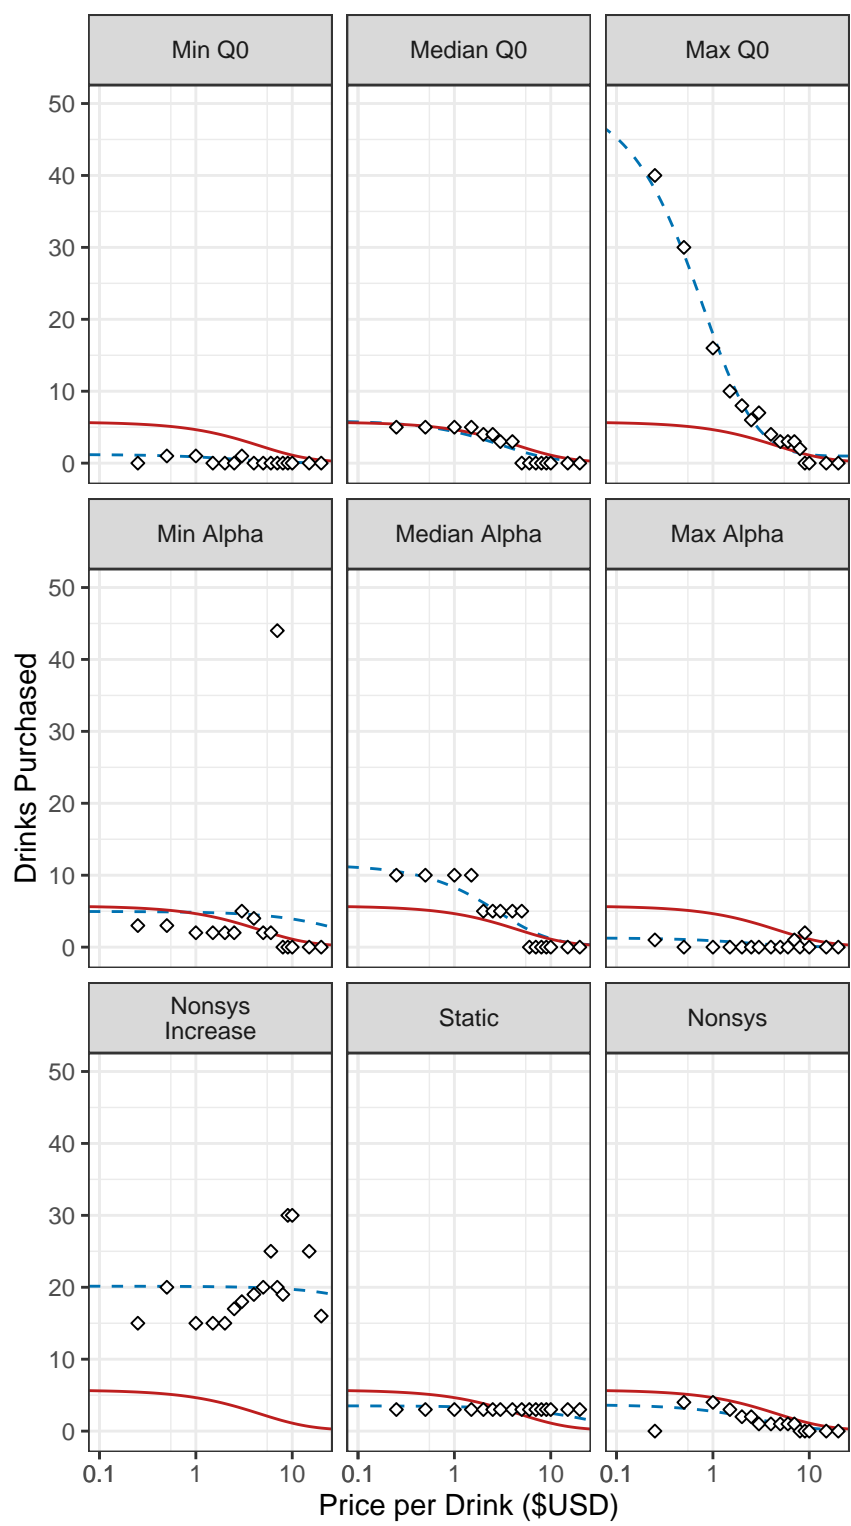 Min Q0 Median Q0 Max Q0
50
40
30
20
10
0
Min Alpha Median Alpha Max Alpha
50
40
30
20
10
0
Drinks Purchased
Nonsys
Increase
Static Nonsys
50
40
30
20
10
0
0.1 1 10 0.1 1 10 0.1 1 10
Price per Drink ($USD)